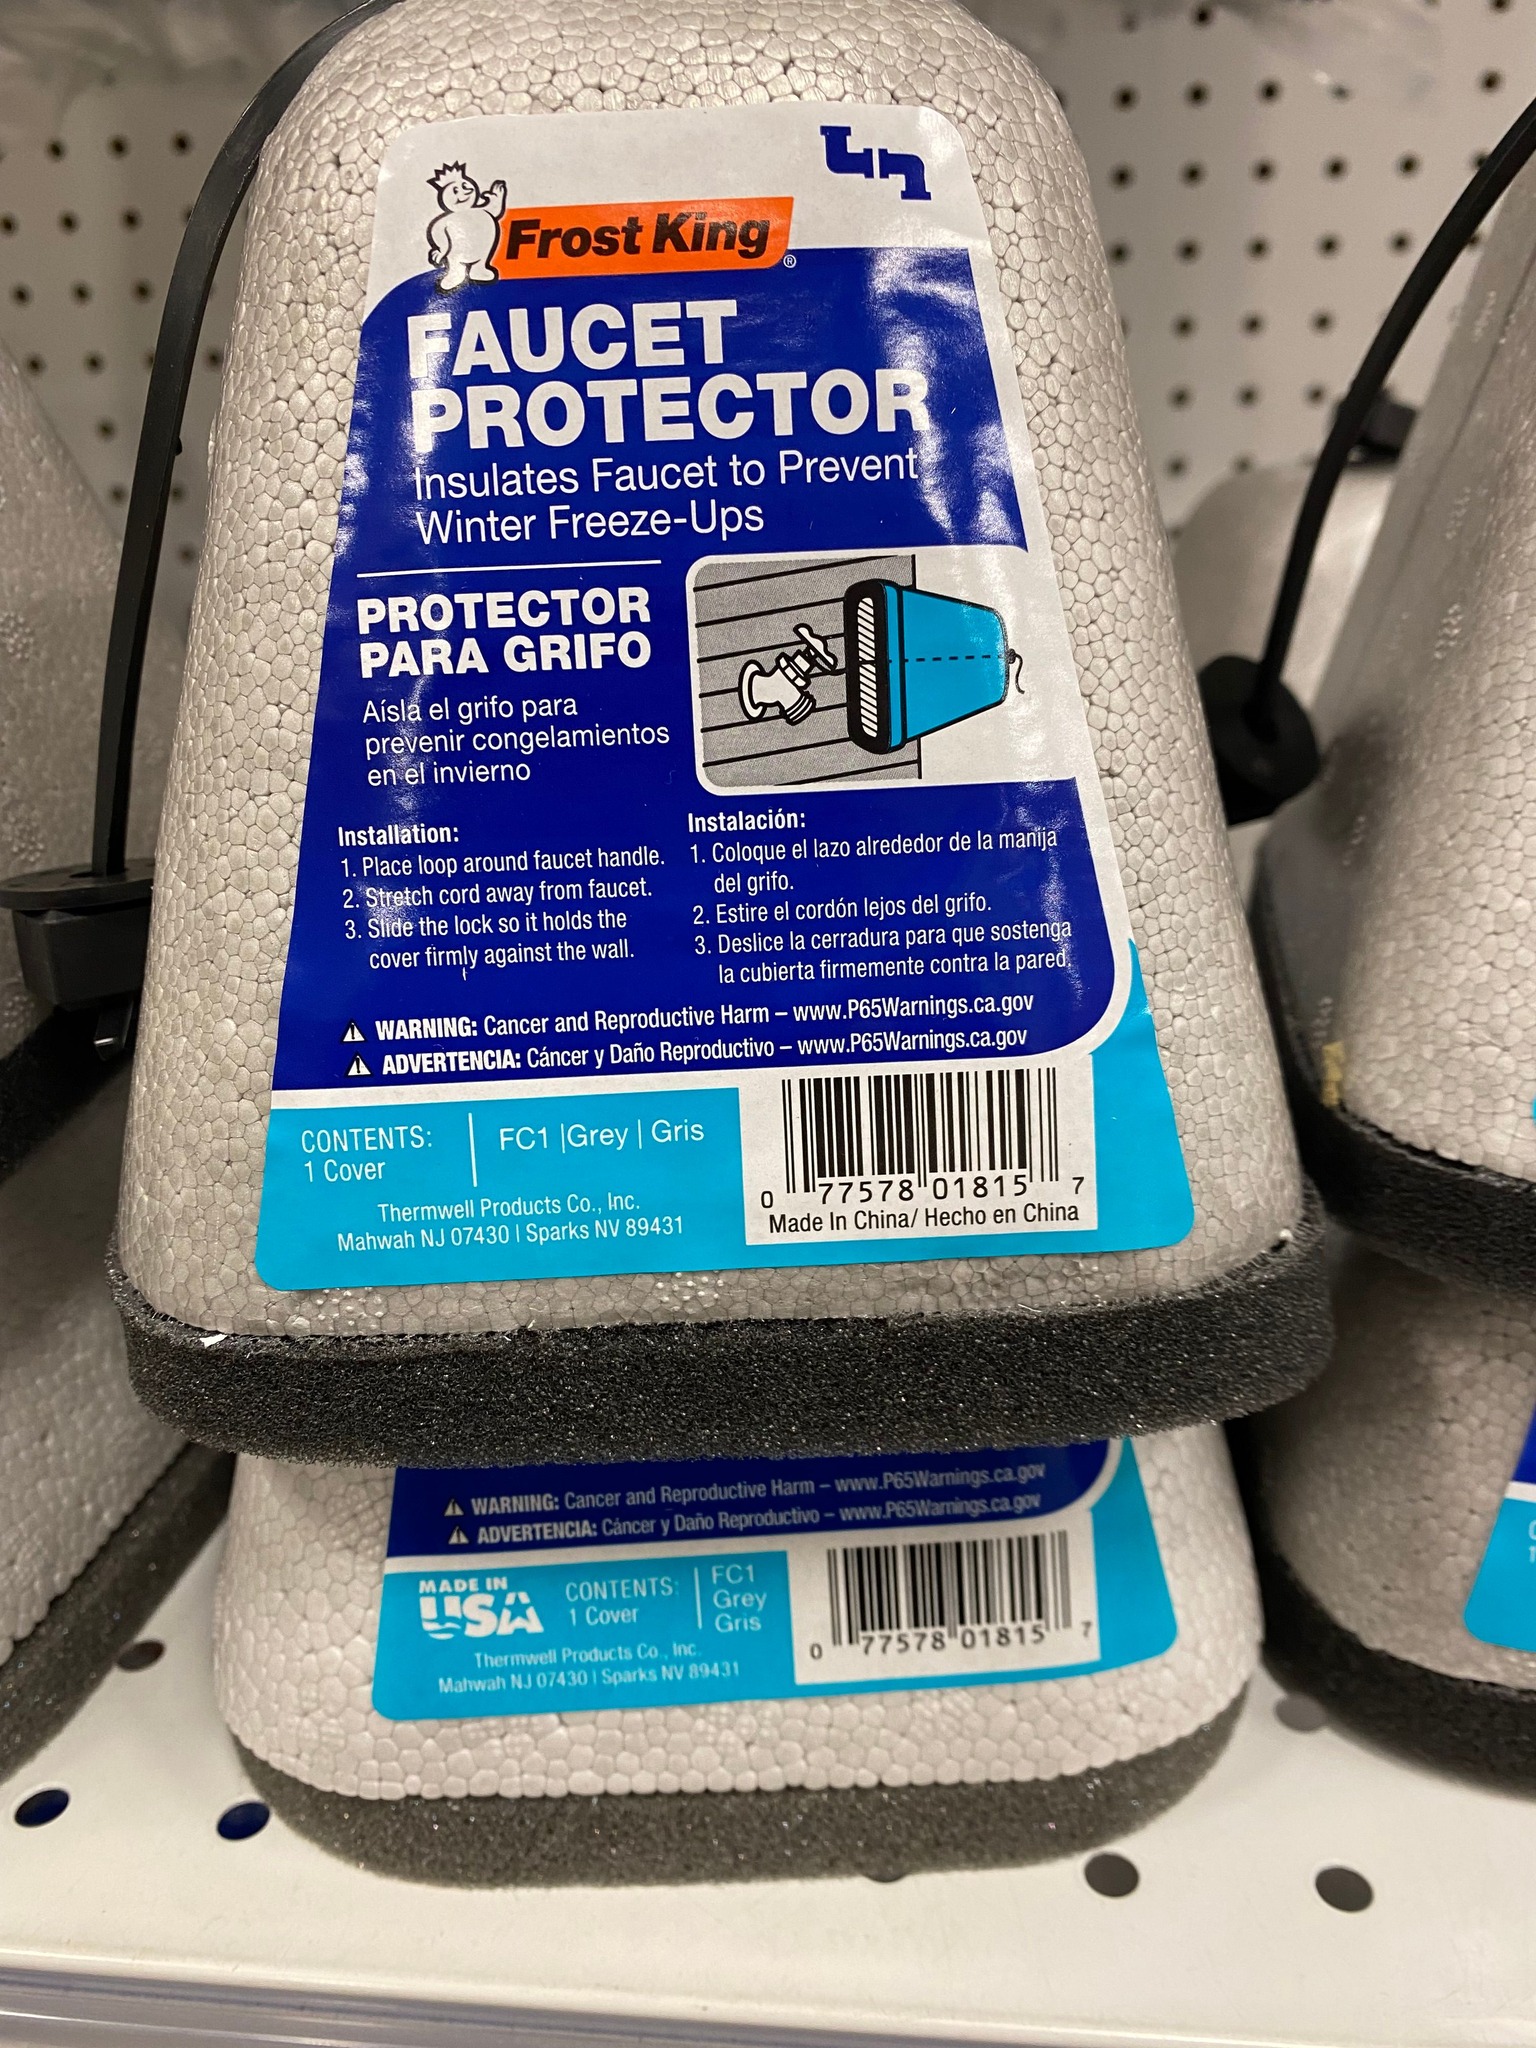 Frost King®
FAUCET
PROTECTOR
Insulates Faucet to Prevent
Winter Freeze-Ups
PROTECTOR
PARA GRIFO
Aísla el grifo para
prevenir congelamientos
en el invierno
Installation:
1. Place loop around faucet handle.
2. Stretch cord away from faucet.
3. Slide the lock so it holds the
cover firmly against the wall.
Instalación:
1. Coloque el lazo alrededor de la manija
del grifo.
2. Estire el cordón lejos del grifo.
3. Deslice la cerradura para que sostenga
la cubierta firmemente contra la pared.
⚠ WARNING: Cancer and Reproductive Harm – www.P65Warnings.ca.gov
⚠ ADVERTENCIA: Cáncer y Daño Reproductivo – www.P65Warnings.ca.gov
CONTENTS:
1 Cover
FC1 |Grey | Gris
Thermwell Products Co., Inc.
Mahwah NJ 07430 | Sparks NV 89431
0 77578 01815 7
Made In China/ Hecho en China
⚠ WARNING: Cancer and Reproductive Harm – www.P65Warnings.ca.gov
⚠ ADVERTENCIA: Cáncer y Daño Reproductivo – www.P65Warnings.ca.gov
MADE IN
USA
CONTENTS:
1 Cover
FC1
Grey
Gris
Thermwell Products Co., Inc.
Mahwah NJ 07430 | Sparks NV 89431
0 77578 01815 7